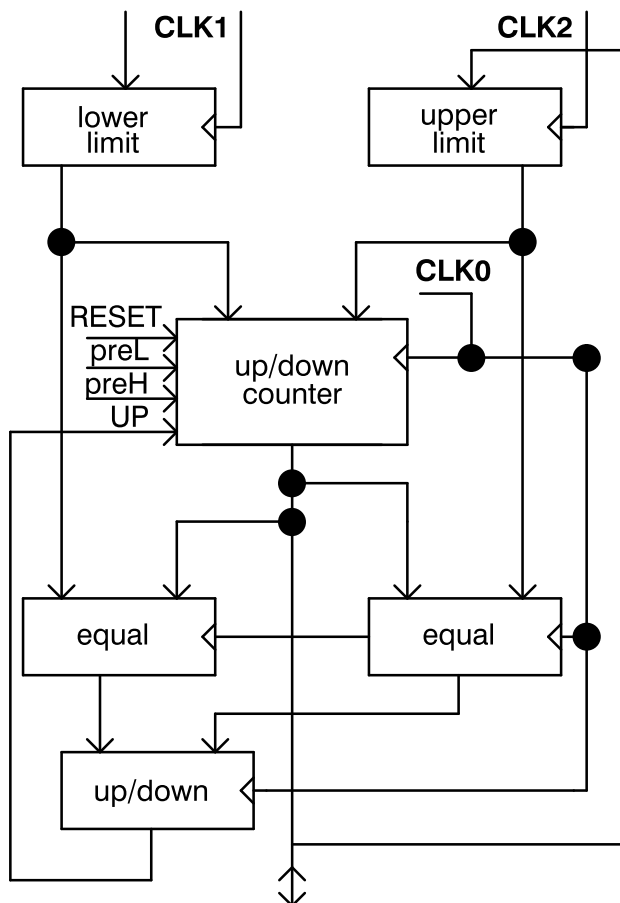 CLK1
CLK2
lower
limit
upper
limit
CLK0
RESET
preL
preH
UP
up/down
counter
equal
equal
up/down